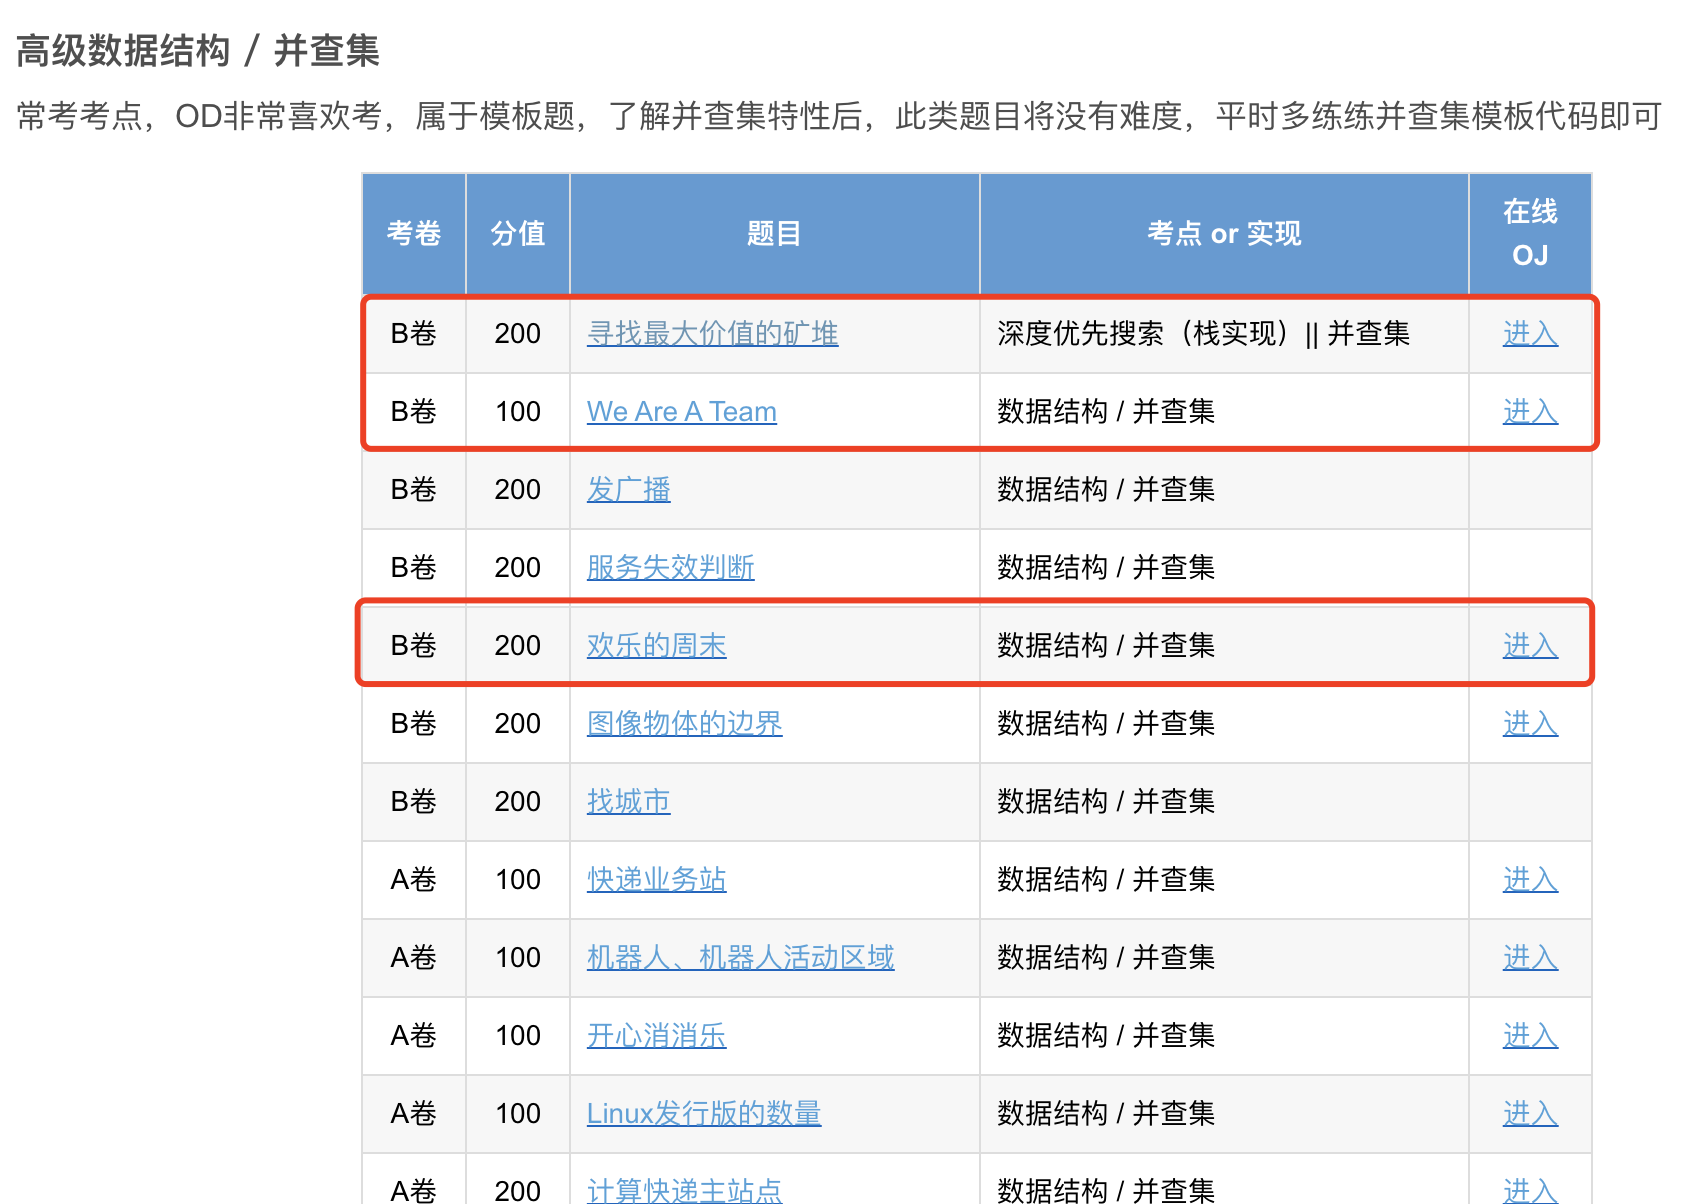 高级数据结构 / 并查集
常考考点，OD非常喜欢考，属于模板题，了解并查集特性后，此类题目将没有难度，平时多练练并查集模板代码即可
考卷 分值 题目 考点 or 实现 在线 OJ
B卷 200 寻找最大价值的矿堆 深度优先搜索（栈实现）|| 并查集 进入
B卷 100 We Are A Team 数据结构 / 并查集 进入
B卷 200 发广播 数据结构 / 并查集
B卷 200 服务失效判断 数据结构 / 并查集
B卷 200 欢乐的周末 数据结构 / 并查集 进入
B卷 200 图像物体的边界 数据结构 / 并查集 进入
B卷 200 找城市 数据结构 / 并查集
A卷 100 快递业务站 数据结构 / 并查集 进入
A卷 100 机器人、机器人活动区域 数据结构 / 并查集 进入
A卷 100 开心消消乐 数据结构 / 并查集 进入
A卷 100 Linux发行版的数量 数据结构 / 并查集 进入
A卷 200 计算快递主站点 数据结构 / 并查集 进入